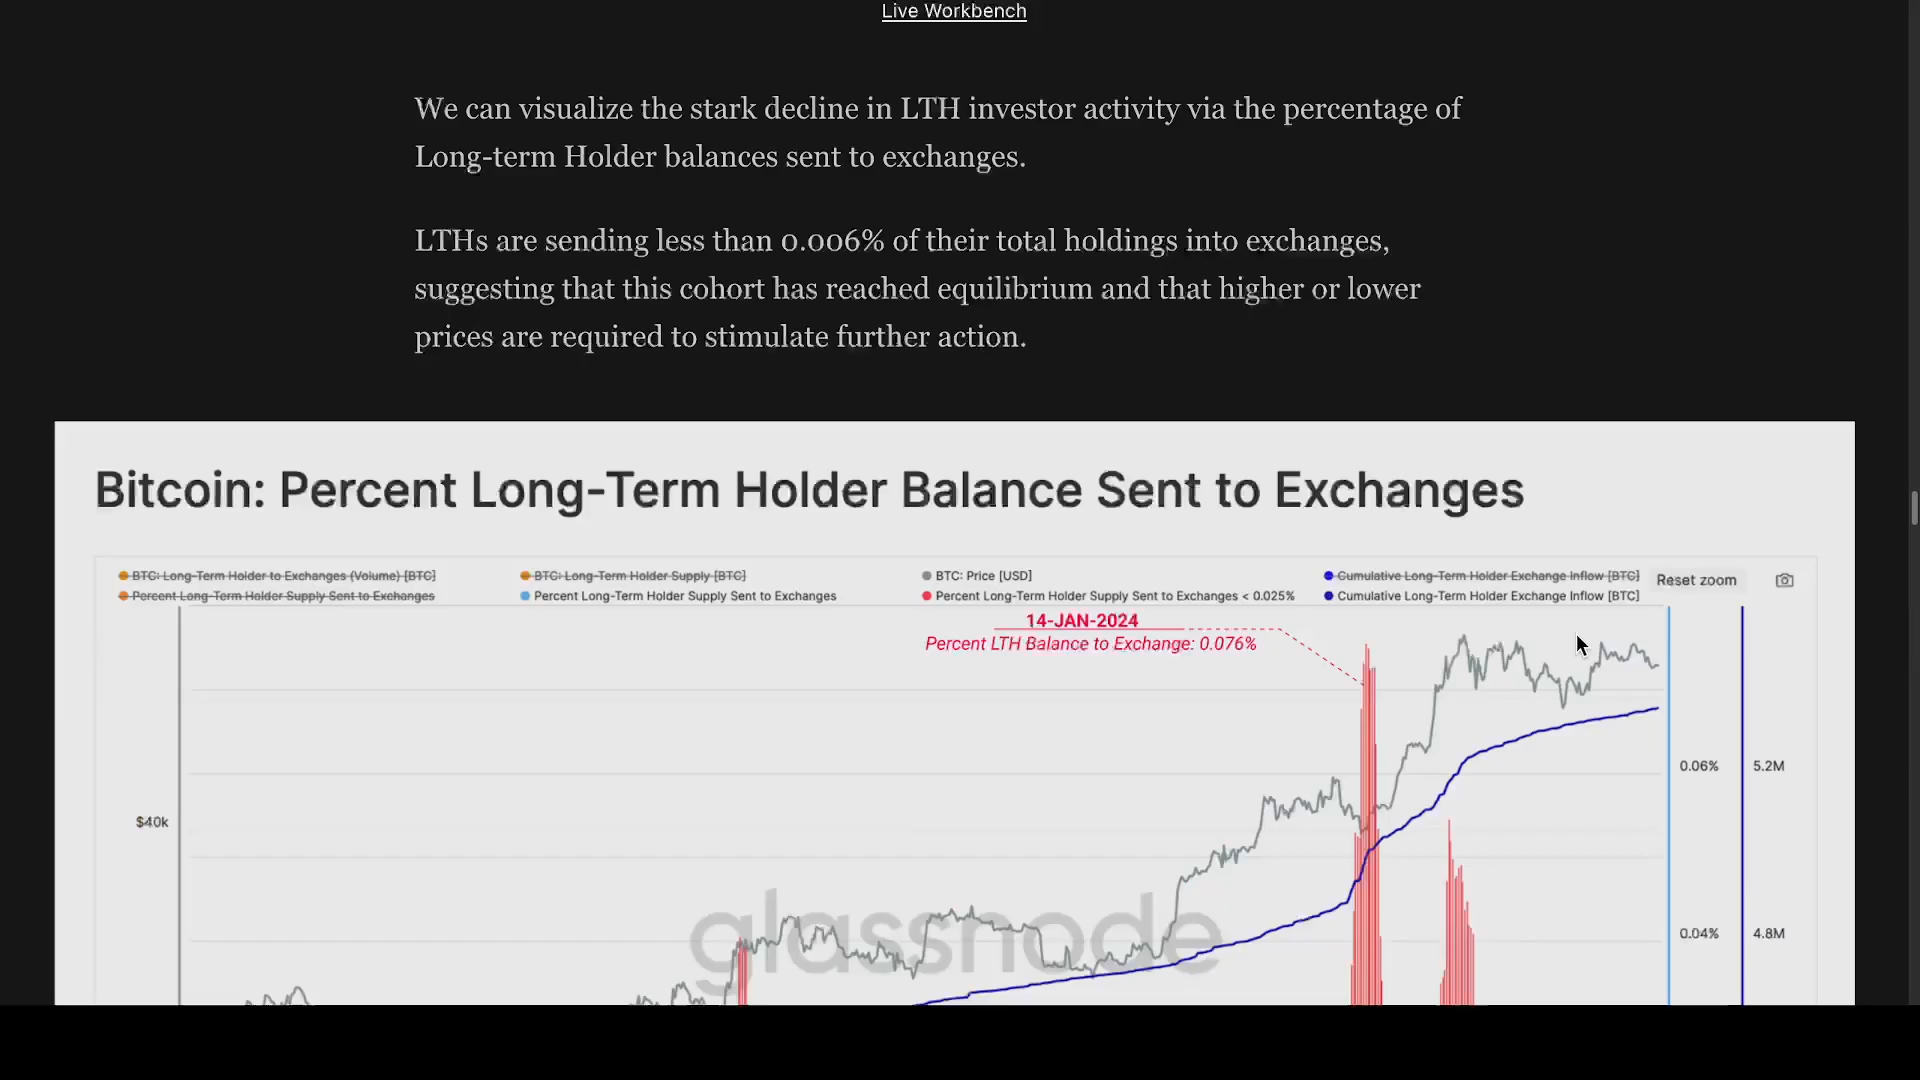 Live Workbench
We can visualize the stark decline in LTH investor activity via the percentage of
Long-term Holder balances sent to exchanges.
LTHs are sending less than 0.006% of their total holdings into exchanges,
suggesting that this cohort has reached equilibrium and that higher or lower
prices are required to stimulate further action.
Bitcoin: Percent Long-Term Holder Balance Sent to Exchanges
BTC: Long-Term Holder to Exchanges (Volume) [BTC]
BTC: Long-Term Holder Supply [BTC]
BTC: Price [USD]
Cumulative Long-Term Holder Exchange Inflow [BTC]
Reset zoom
Percent Long-Term Holder Supply Sent to Exchanges
Percent Long-Term Holder Supply Sent to Exchanges
Percent Long-Term Holder Supply Sent to Exchanges < 0.025%
Cumulative Long-Term Holder Exchange Inflow [BTC]
14-JAN-2024
Percent LTH Balance to Exchange: 0.076%
0.06%
5.2M
$40k
glassnode
0.04%
4.8M